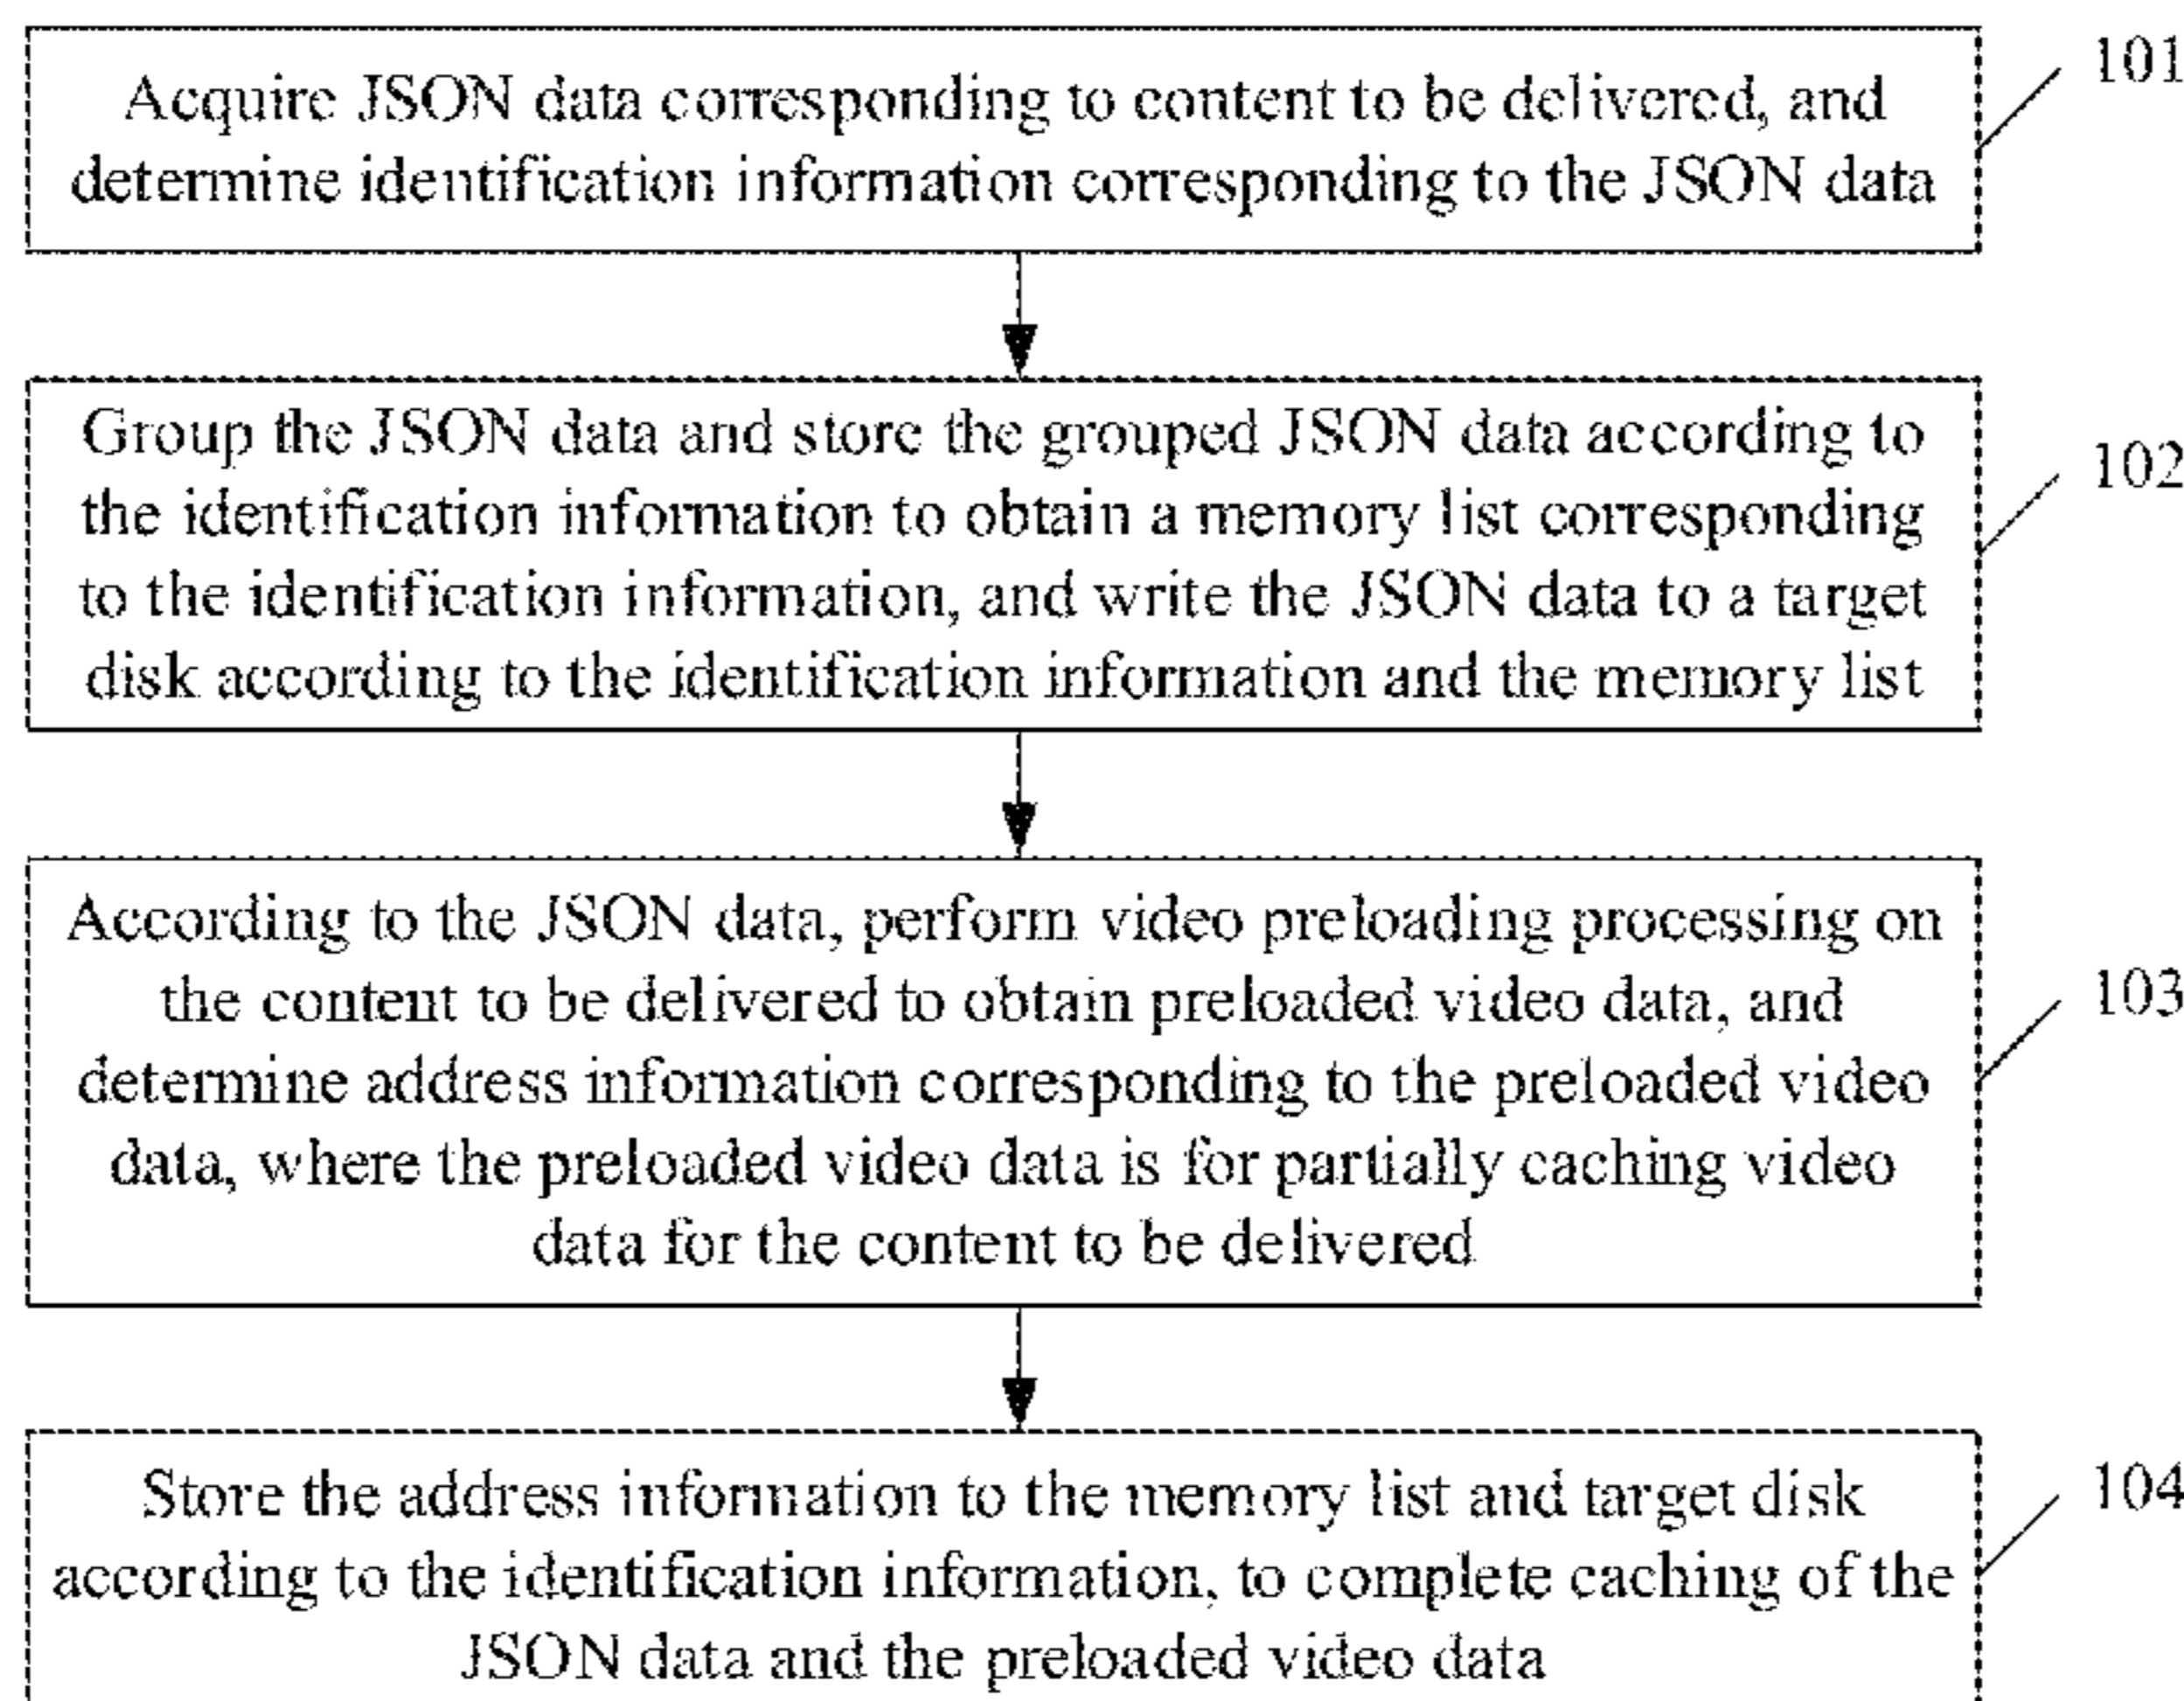 Acquire JSON data corresponding to content to be delivered, and
determine identification information corresponding to the JSON data
101
Group the JSON data and store the grouped JSON data according to
the identification information to obtain a memory list corresponding
to the identification information, and write the JSON data to a target
disk according to the identification information and the memory list
102
According to the JSON data, perform video preloading processing on
the content to be delivered to obtain preloaded video data, and
determine address information corresponding to the preloaded video
data, where the preloaded video data is for partially caching video
data for the content to be delivered
103
Store the address information to the memory list and target disk
according to the identification information, to complete caching of the
JSON data and the preloaded video data
104